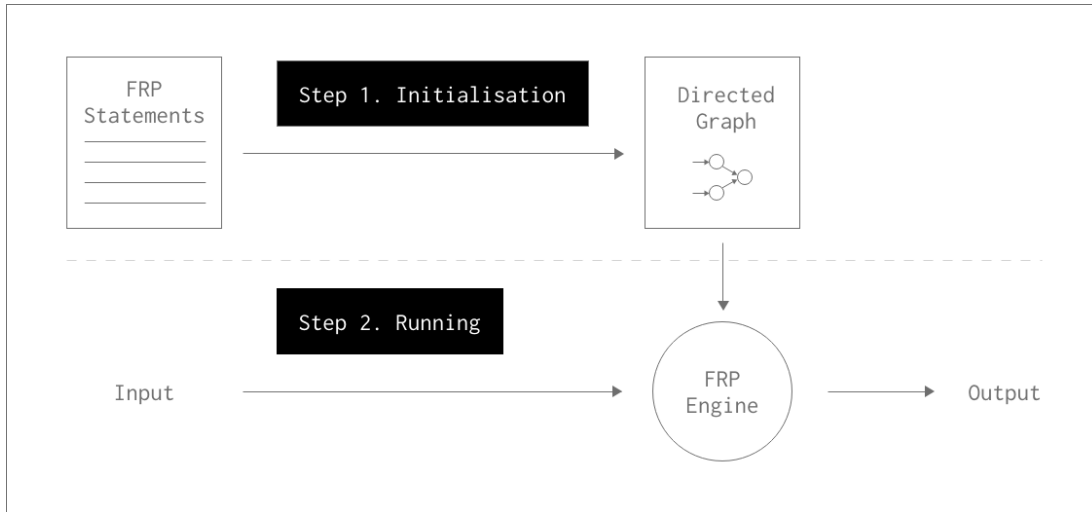 FRP
Statements
Step 1. Initialisation
Directed
Graph
Step 2. Running
Input
FRP
Engine
Output